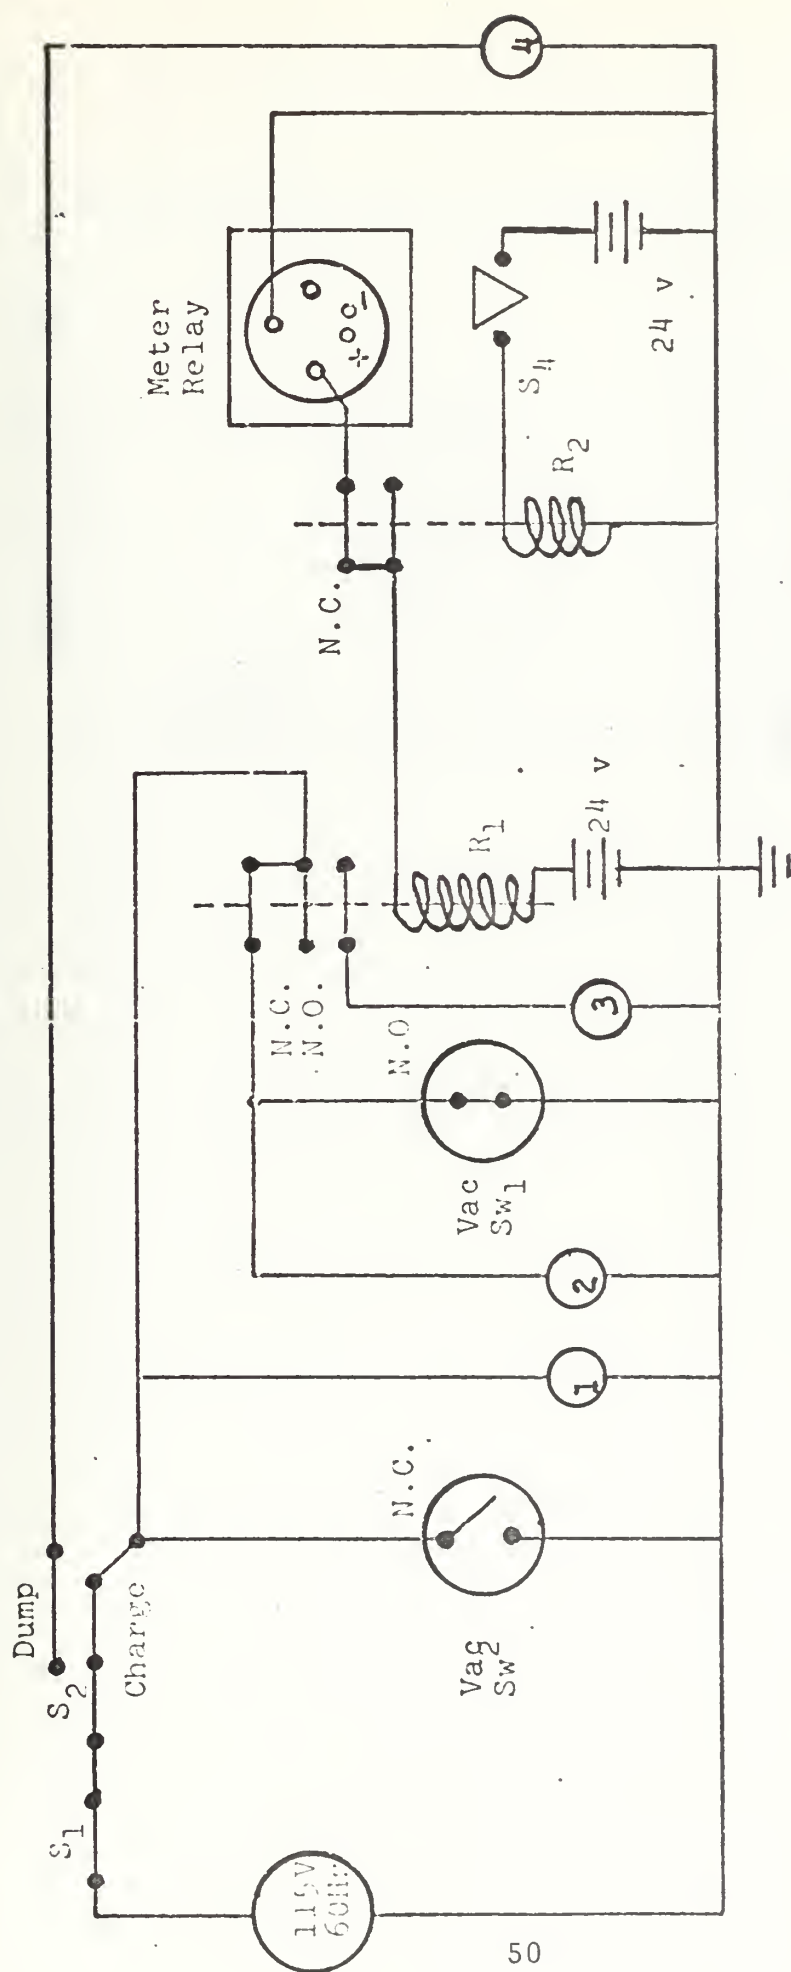 Dump
S2
S1
Charge
115V
60Hz
Vac
Sw2
N.C.
1
2
Vac
Sw1
N.C.
N.O.
N.O
3
R1
24 v
N.C.
Meter
Relay
+
-
S4
R2
24 v
4
50